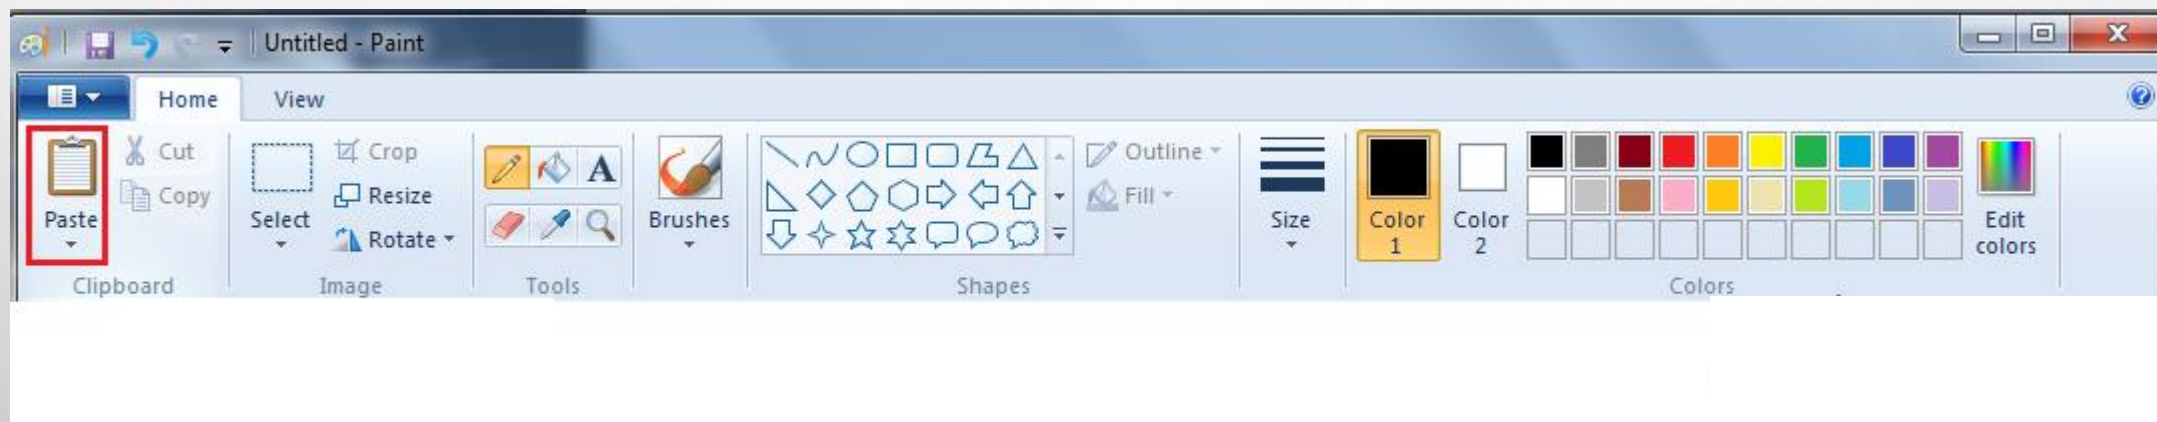 Untitled - Paint
Home View
Paste
Cut
Copy
Clipboard
Select
Crop
Resize
Rotate
Image
A
Tools
Brushes
Shapes
Outline
Fill
Size
Color
1
Color
2
Edit
colors
Colors